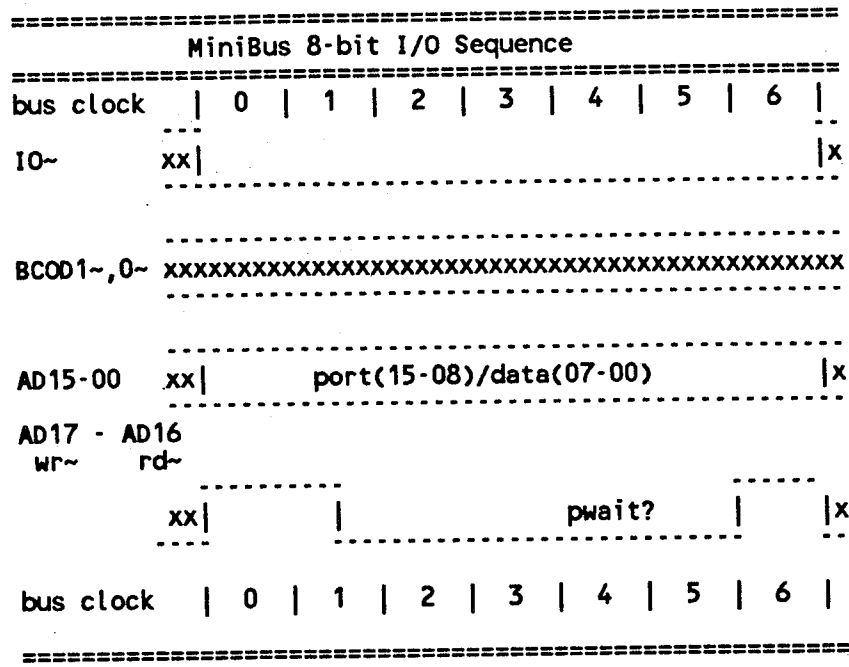 ===========================================================
MiniBus 8-bit I/O Sequence
===========================================================
bus clock | 0 | 1 | 2 | 3 | 4 | 5 | 6 |
IO~ xx| |x
BCOD1~,0~ xxxxxxxxxxxxxxxxxxxxxxxxxxxxxxxxxxxxxxxxxxxxxx
AD15-00 xx| port(15-08)/data(07-00) |x
AD17 - AD16
wr~ rd~
xx| | pwait? | |x
bus clock | 0 | 1 | 2 | 3 | 4 | 5 | 6 |
===========================================================